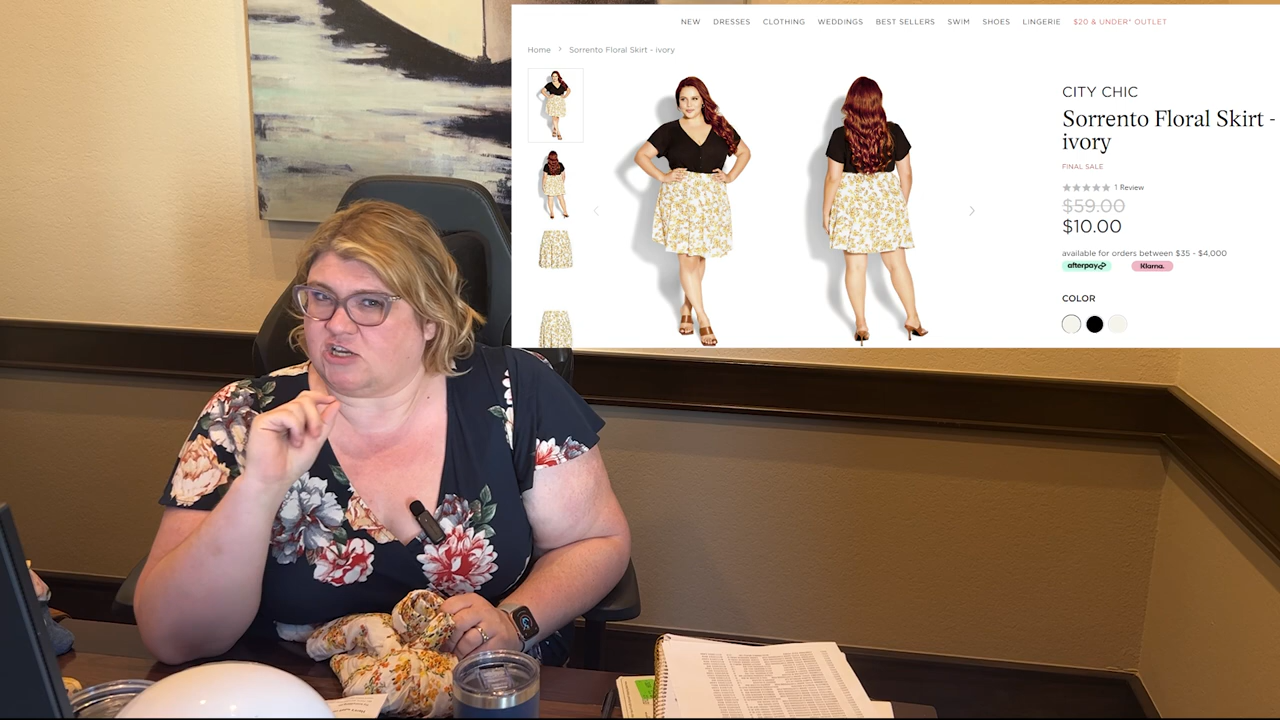 NEW DRESSES CLOTHING WEDDINGS BEST SELLERS SWIM SHOES LINGERIE $20 & UNDER* OUTLET
Home > Sorrento Floral Skirt - ivory
CITY CHIC
Sorrento Floral Skirt -
ivory
FINAL SALE
1 Review
$59.00
$10.00
available for orders between $35 - $4,000
afterpay Klarna.
COLOR